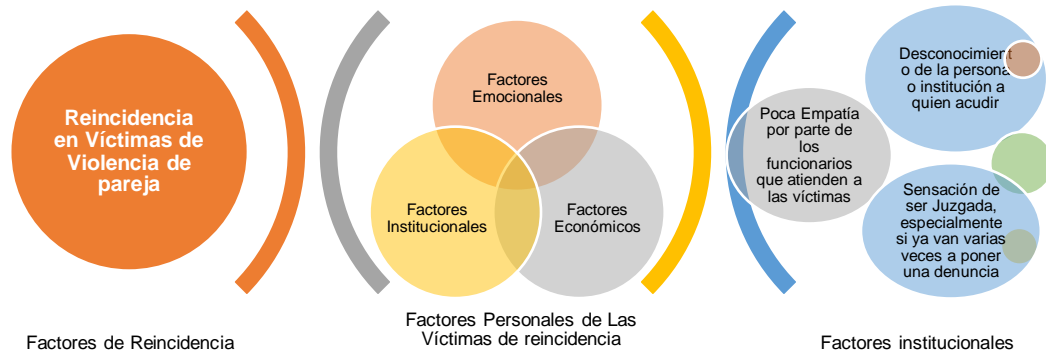 Reincidencia
en Víctimas de
Violencia de
pareja
Factores de Reincidencia
Factores
Emocionales
Factores
Institucionales
Factores
Económicos
Factores Personales de Las
Víctimas de reincidencia
Poca Empatía
por parte de
los
funcionarios
que atienden a
las víctimas
Desconocimient
o de la persona
o institución a
quien acudir
Sensación de
ser Juzgada,
especialmente
si ya van varias
veces a poner
una denuncia
Factores institucionales